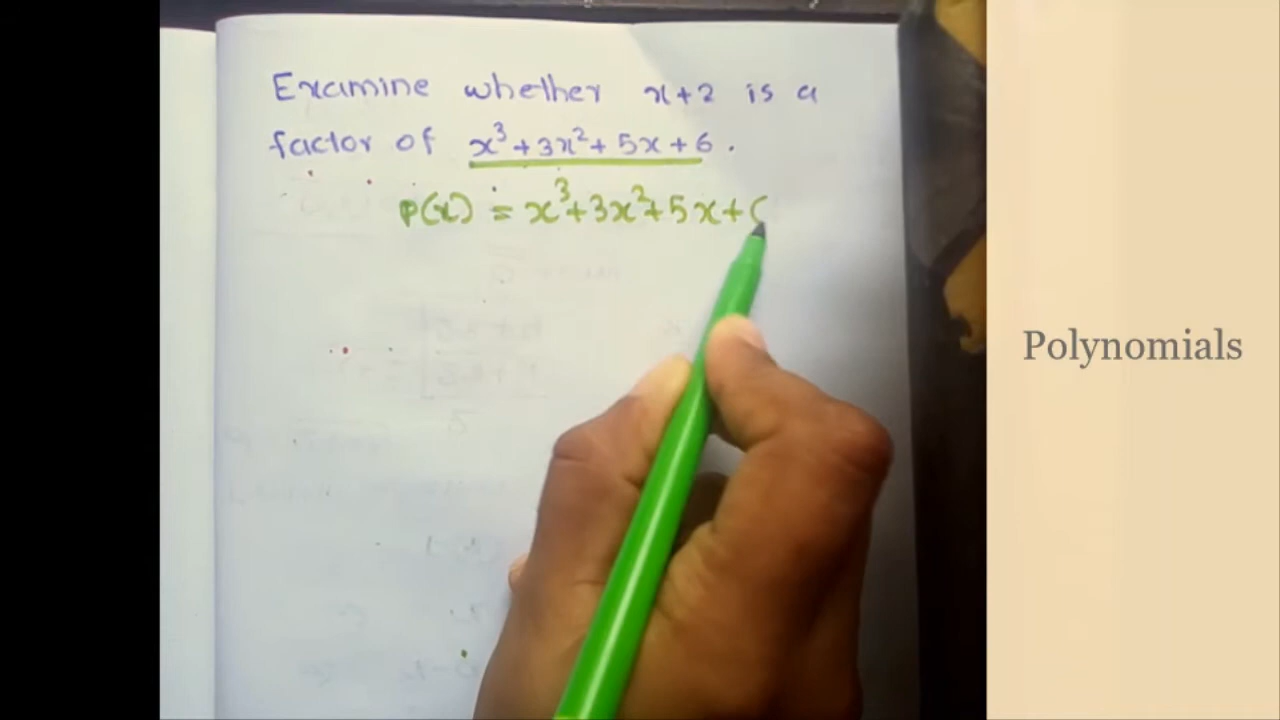 Examine whether x+2 is a
factor of x³+3x²+5x+6.
p(x) = x³+3x²+5x+
Polynomials